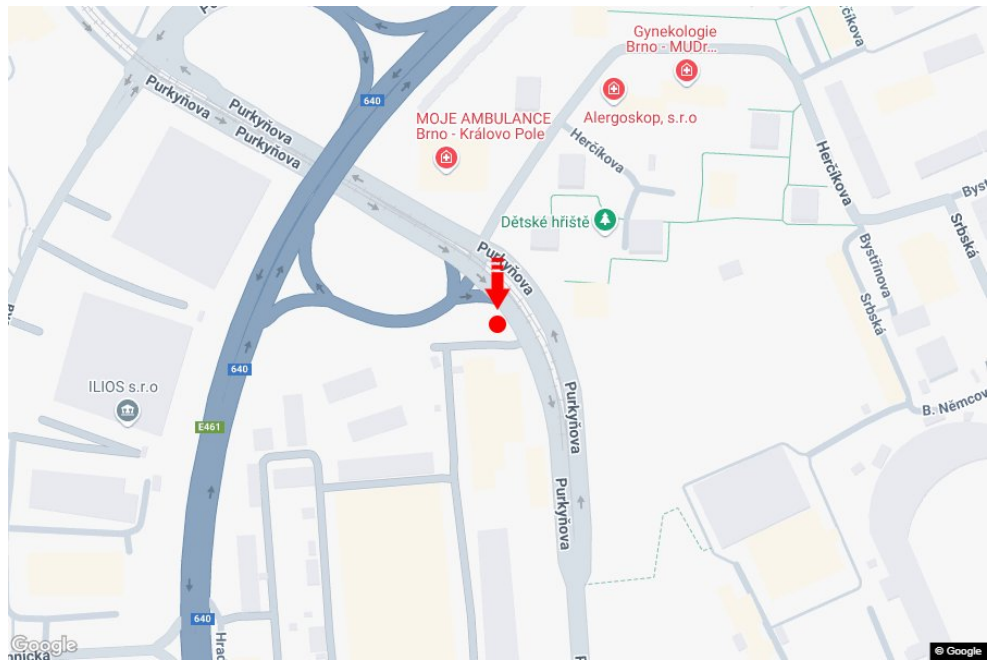 Purkyňova
Purkyňova
640
Gynekologie
Brno - MUDr...
Alergoskop, s.r.o
MOJE AMBULANCE
Brno - Královo Pole
Herčíkova
Herčíkova
Herčíkova
Dětské hřiště
Purkyňova
Bystřinova
Srbská
Srbská
640
ILIOS s.r.o
E461
Purkyňova
Purkyňova
B. Němcov
640
Google
© Google